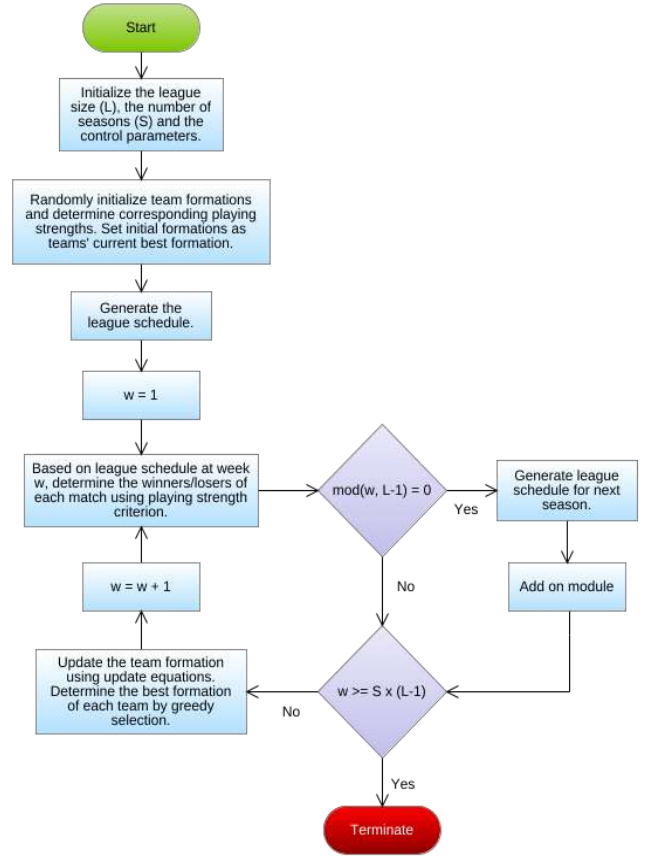 Start
Initialize the league
size (L), the number of
seasons (S) and the
control parameters.
Randomly initialize team formations
and determine corresponding playing
strengths. Set initial formations as
teams' current best formation.
Generate the
league schedule.
w = 1
Based on league schedule at week
w, determine the winners/losers of
each match using playing strength
criterion.
mod(w, L-1) = 0
Yes
Generate league
schedule for next
season.
No
w = w + 1
Add on module
Update the team formation
using update equations.
Determine the best formation
of each team by greedy
selection.
No
w >= S x (L-1)
Yes
Terminate